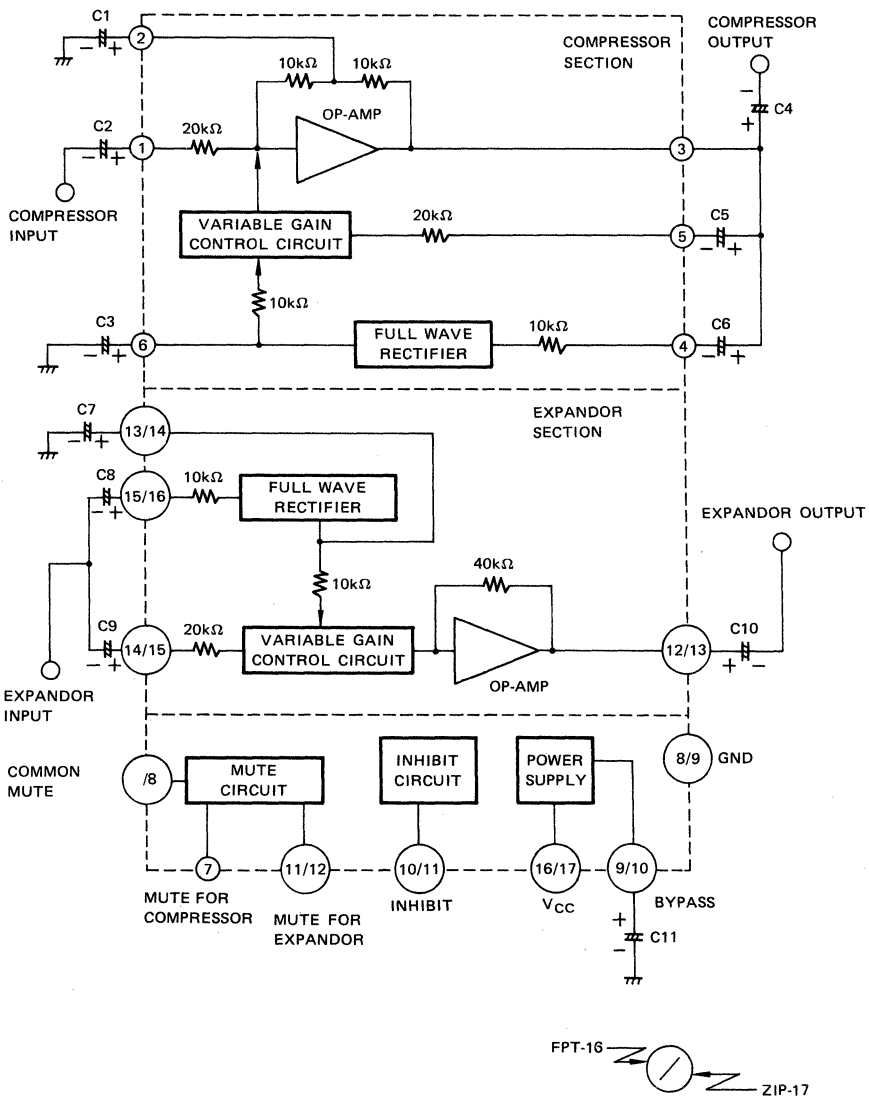 C1
2
COMPRESSOR
SECTION
COMPRESSOR
OUTPUT
10kΩ
10kΩ
OP-AMP
C4
C2
1
20kΩ
3
COMPRESSOR
INPUT
VARIABLE GAIN
CONTROL CIRCUIT
20kΩ
5
C5
10kΩ
C3
6
FULL WAVE
RECTIFIER
10kΩ
4
C6
EXPANDOR
SECTION
C7
13/14
C8
15/16
10kΩ
FULL WAVE
RECTIFIER
EXPANDOR OUTPUT
10kΩ
40kΩ
C9
14/15
20kΩ
VARIABLE GAIN
CONTROL CIRCUIT
OP-AMP
12/13
C10
EXPANDOR
INPUT
COMMON
MUTE
/8
MUTE
CIRCUIT
INHIBIT
CIRCUIT
POWER
SUPPLY
8/9
GND
7
11/12
10/11
16/17
9/10
MUTE FOR
COMPRESSOR
MUTE FOR
EXPANDOR
INHIBIT
VCC
BYPASS
C11
FPT-16
/
ZIP-17